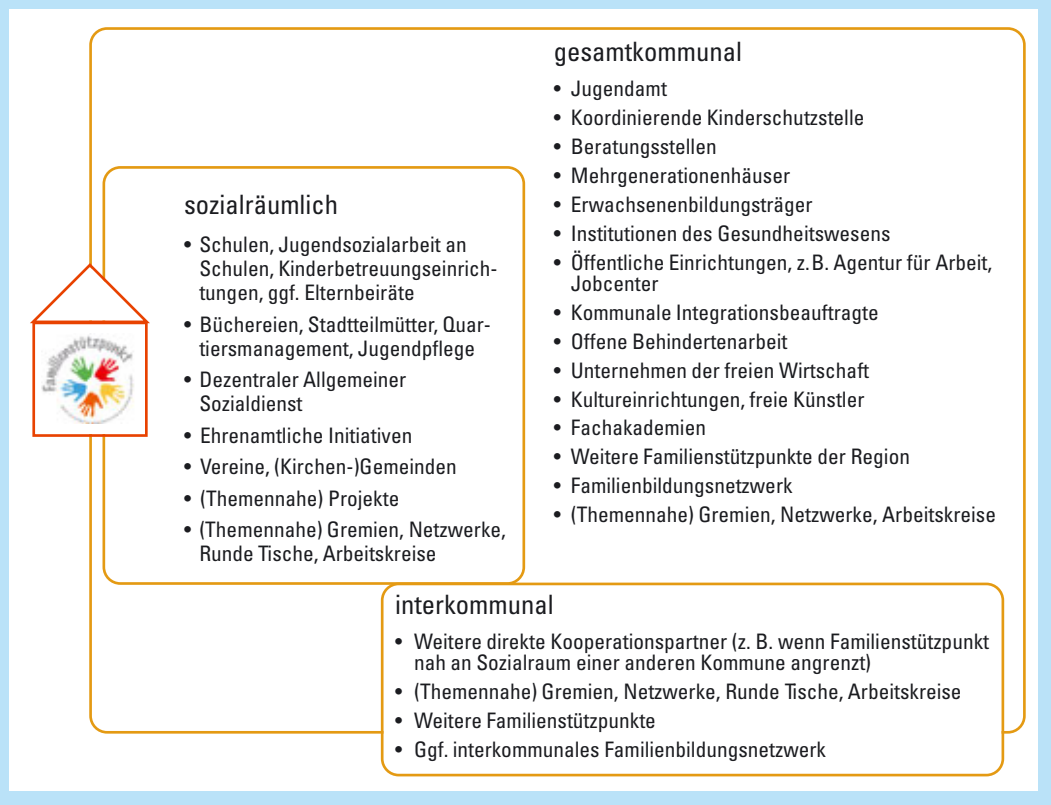 gesamtkommunal
• Jugendamt
• Koordinierende Kinderschutzstelle
• Beratungsstellen
• Mehrgenerationenhäuser
• Erwachsenenbildungsträger
• Institutionen des Gesundheitswesens
• Öffentliche Einrichtungen, z. B. Agentur für Arbeit,
Jobcenter
• Kommunale Integrationsbeauftragte
• Offene Behindertenarbeit
• Unternehmen der freien Wirtschaft
• Kultureinrichtungen, freie Künstler
• Fachakademien
• Weitere Familienstützpunkte der Region
• Familienbildungsnetzwerk
• (Themennahe) Gremien, Netzwerke, Arbeitskreise
sozialräumlich
• Schulen, Jugendsozialarbeit an
Schulen, Kinderbetreuungseinrich-
tungen, ggf. Elternbeiräte
• Büchereien, Stadtteilmütter, Quar-
tiersmanagement, Jugendpflege
• Dezentraler Allgemeiner
Sozialdienst
• Ehrenamtliche Initiativen
• Vereine, (Kirchen-)Gemeinden
• (Themennahe) Projekte
• (Themennahe) Gremien, Netzwerke,
Runde Tische, Arbeitskreise
Familienstützpunkt
interkommunal
• Weitere direkte Kooperationspartner (z. B. wenn Familienstützpunkt
nah an Sozialraum einer anderen Kommune angrenzt)
• (Themennahe) Gremien, Netzwerke, Runde Tische, Arbeitskreise
• Weitere Familienstützpunkte
• Ggf. interkommunales Familienbildungsnetzwerk